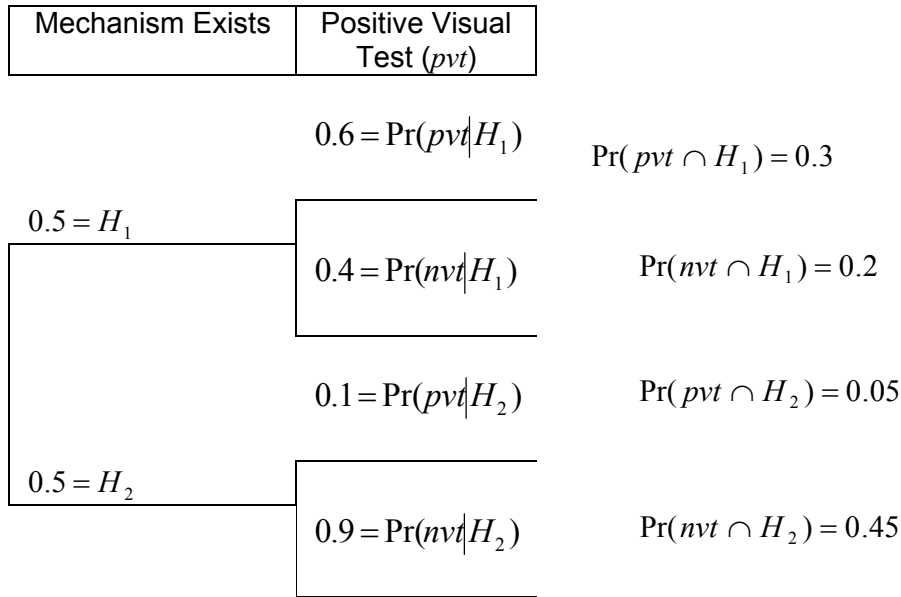 Mechanism Exists
Positive Visual
Test (pvt)
0.6 = Pr(pvt|H₁)
Pr(pvt ∩ H₁) = 0.3
0.5 = H₁
0.4 = Pr(nvt|H₁)
Pr(nvt ∩ H₁) = 0.2
0.1 = Pr(pvt|H₂)
Pr(pvt ∩ H₂) = 0.05
0.5 = H₂
0.9 = Pr(nvt|H₂)
Pr(nvt ∩ H₂) = 0.45